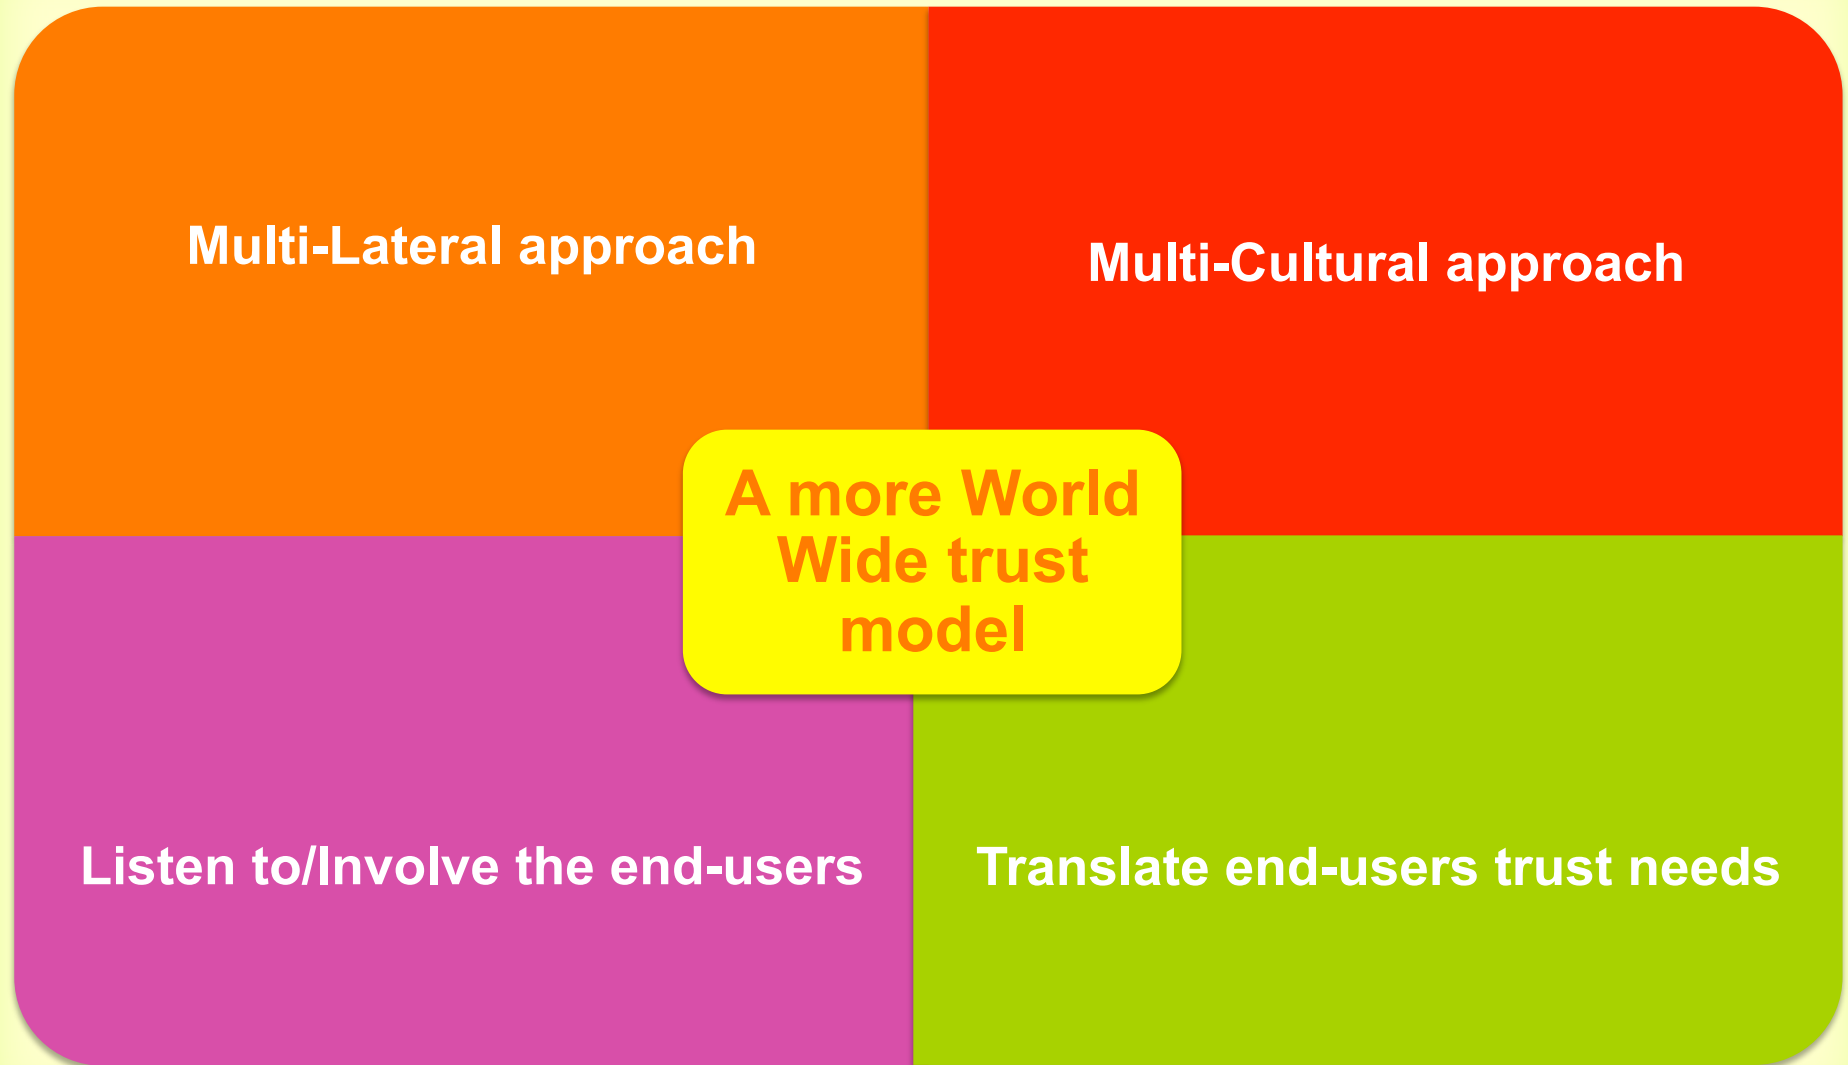 Multi-Lateral approach
Multi-Cultural approach
A more World
Wide trust
model
Listen to/Involve the end-users
Translate end-users trust needs